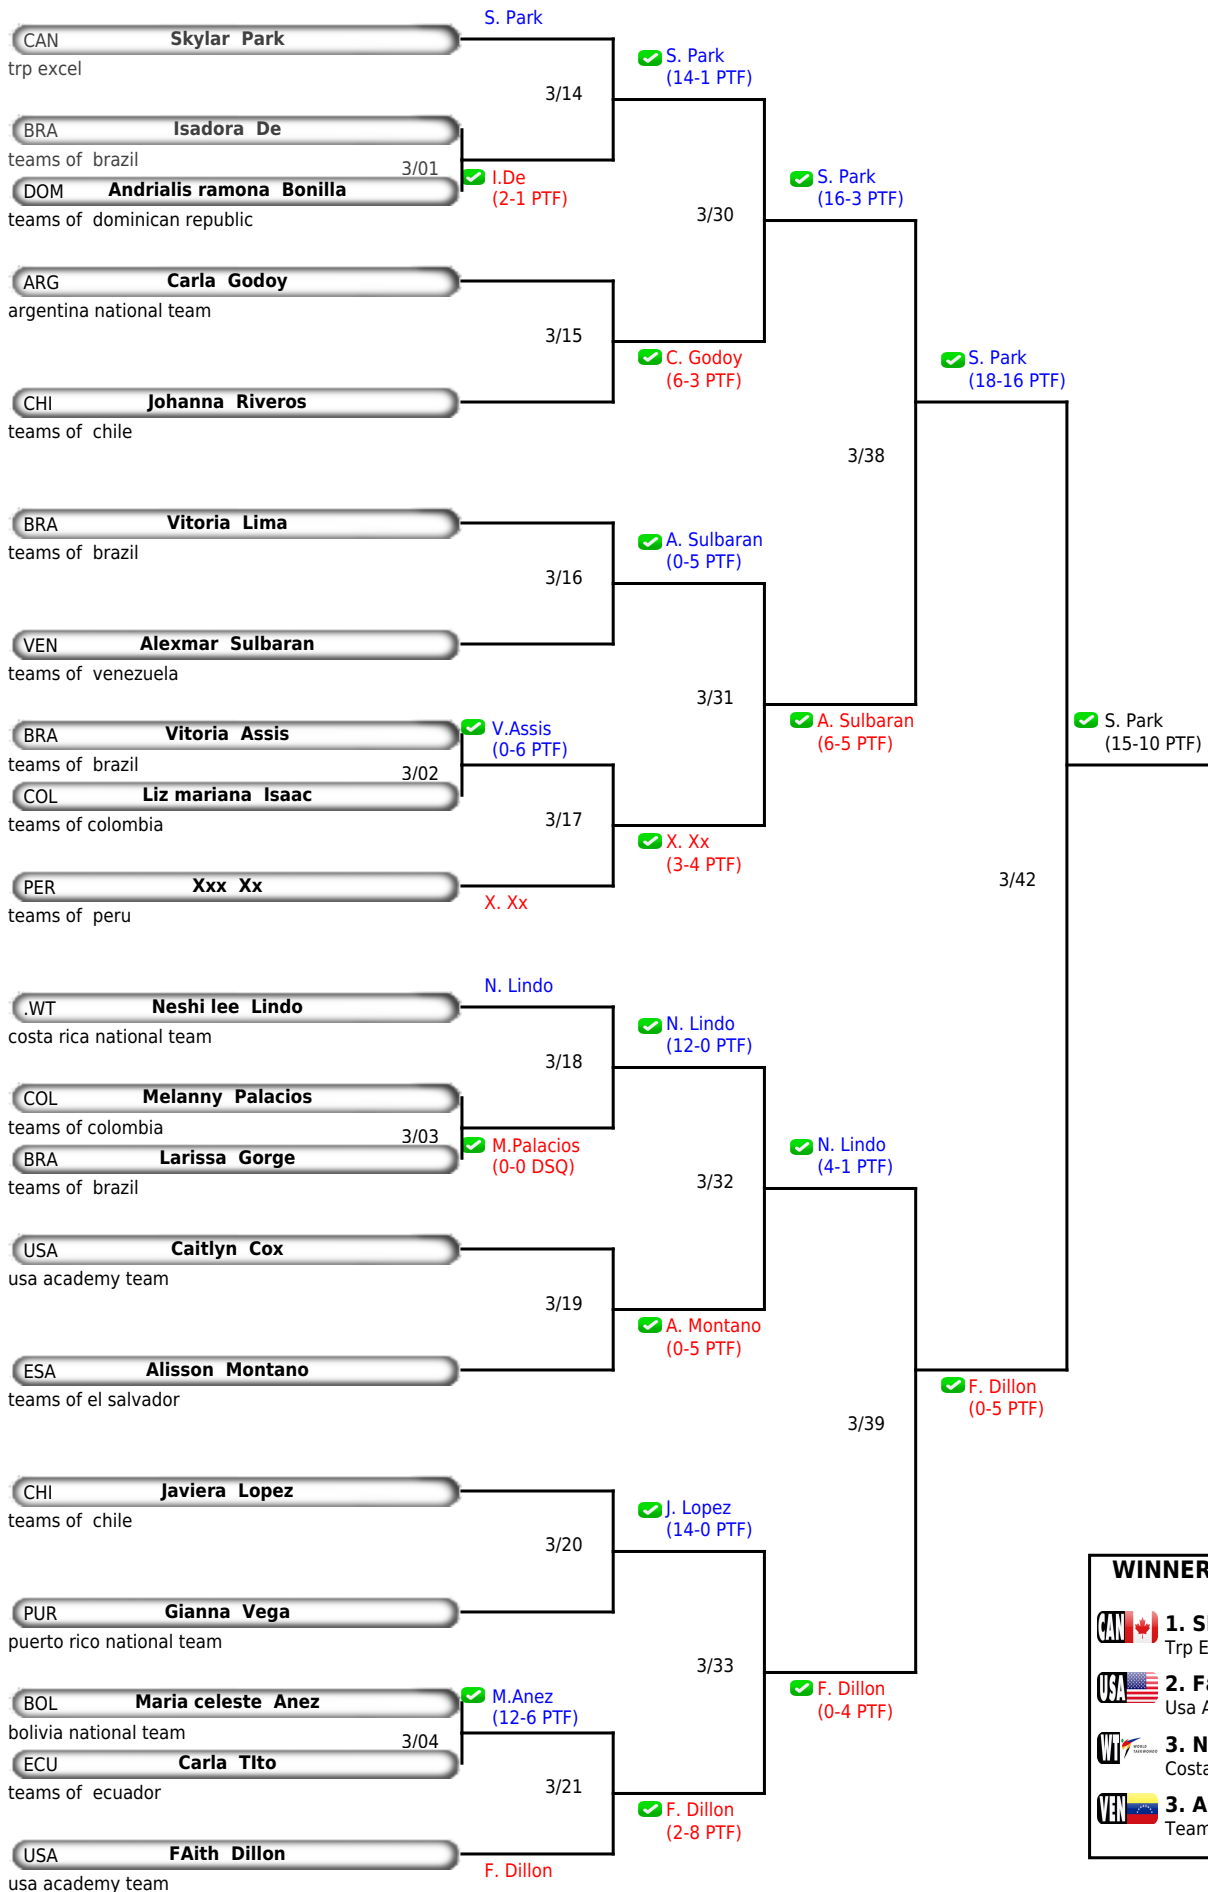 S. Park
CAN Skylar Park
trp excel
S. Park
(14-1 PTF)
3/14
BRA Isadora De
teams of brazil
3/01
I.De
(2-1 PTF)
DOM Andrialis ramona Bonilla
teams of dominican republic
S. Park
(16-3 PTF)
3/30
ARG Carla Godoy
argentina national team
3/15
C. Godoy
(6-3 PTF)
CHI Johanna Riveros
teams of chile
S. Park
(18-16 PTF)
3/38
BRA Vitoria Lima
teams of brazil
A. Sulbaran
(0-5 PTF)
3/16
VEN Alexmar Sulbaran
teams of venezuela
3/31
A. Sulbaran
(6-5 PTF)
BRA Vitoria Assis
teams of brazil
V.Assis
(0-6 PTF)
3/02
COL Liz mariana Isaac
teams of colombia
3/17
X. Xx
(3-4 PTF)
PER Xxx Xx
teams of peru
X. Xx
S. Park
(15-10 PTF)
3/42
N. Lindo
.WT Neshi lee Lindo
costa rica national team
N. Lindo
(12-0 PTF)
3/18
COL Melanny Palacios
teams of colombia
3/03
M.Palacios
(0-0 DSQ)
BRA Larissa Gorge
teams of brazil
N. Lindo
(4-1 PTF)
3/32
USA Caitlyn Cox
usa academy team
3/19
A. Montano
(0-5 PTF)
ESA Alisson Montano
teams of el salvador
F. Dillon
(0-5 PTF)
3/39
CHI Javiera Lopez
teams of chile
J. Lopez
(14-0 PTF)
3/20
PUR Gianna Vega
puerto rico national team
3/33
F. Dillon
(0-4 PTF)
BOL Maria celeste Anez
bolivia national team
M.Anez
(12-6 PTF)
3/04
ECU Carla TIto
teams of ecuador
3/21
F. Dillon
(2-8 PTF)
USA FAith Dillon
usa academy team
F. Dillon
WINNER
CAN 1. S
Trp E
USA 2. Fa
Usa A
WT WORLD TAEKWONDO 3. N
Costa
VEN 3. A
Team